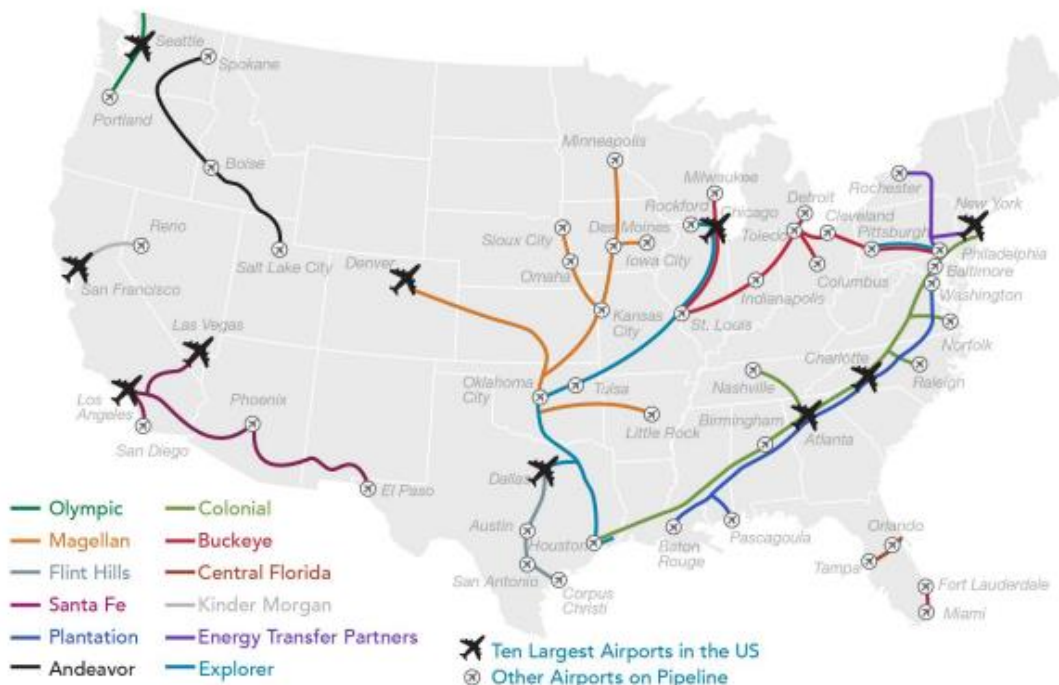 Seattle
Spokane
Portland
Boise
Minneapolis
Milwaukee
Rockford
Chicago
Detroit
Cleveland
Rochester
New York
Toledo
Pittsburgh
Philadelphia
Baltimore
Reno
San Francisco
Salt Lake City
Denver
Sioux City
Des Moines
Omaha
Iowa City
Kansas City
St. Louis
Indianapolis
Columbus
Washington
Norfolk
Las Vegas
Los Angeles
San Diego
Phoenix
El Paso
Oklahoma City
Tulsa
Little Rock
Nashville
Charlotte
Raleigh
Birmingham
Atlanta
Dallas
Austin
Houston
San Antonio
Corpus Christi
Baton Rouge
Pascagoula
Orlando
Tampa
Fort Lauderdale
Miami
Olympic
Colonial
Magellan
Buckeye
Flint Hills
Central Florida
Santa Fe
Kinder Morgan
Plantation
Energy Transfer Partners
Andeavor
Explorer
Ten Largest Airports in the US
Other Airports on Pipeline